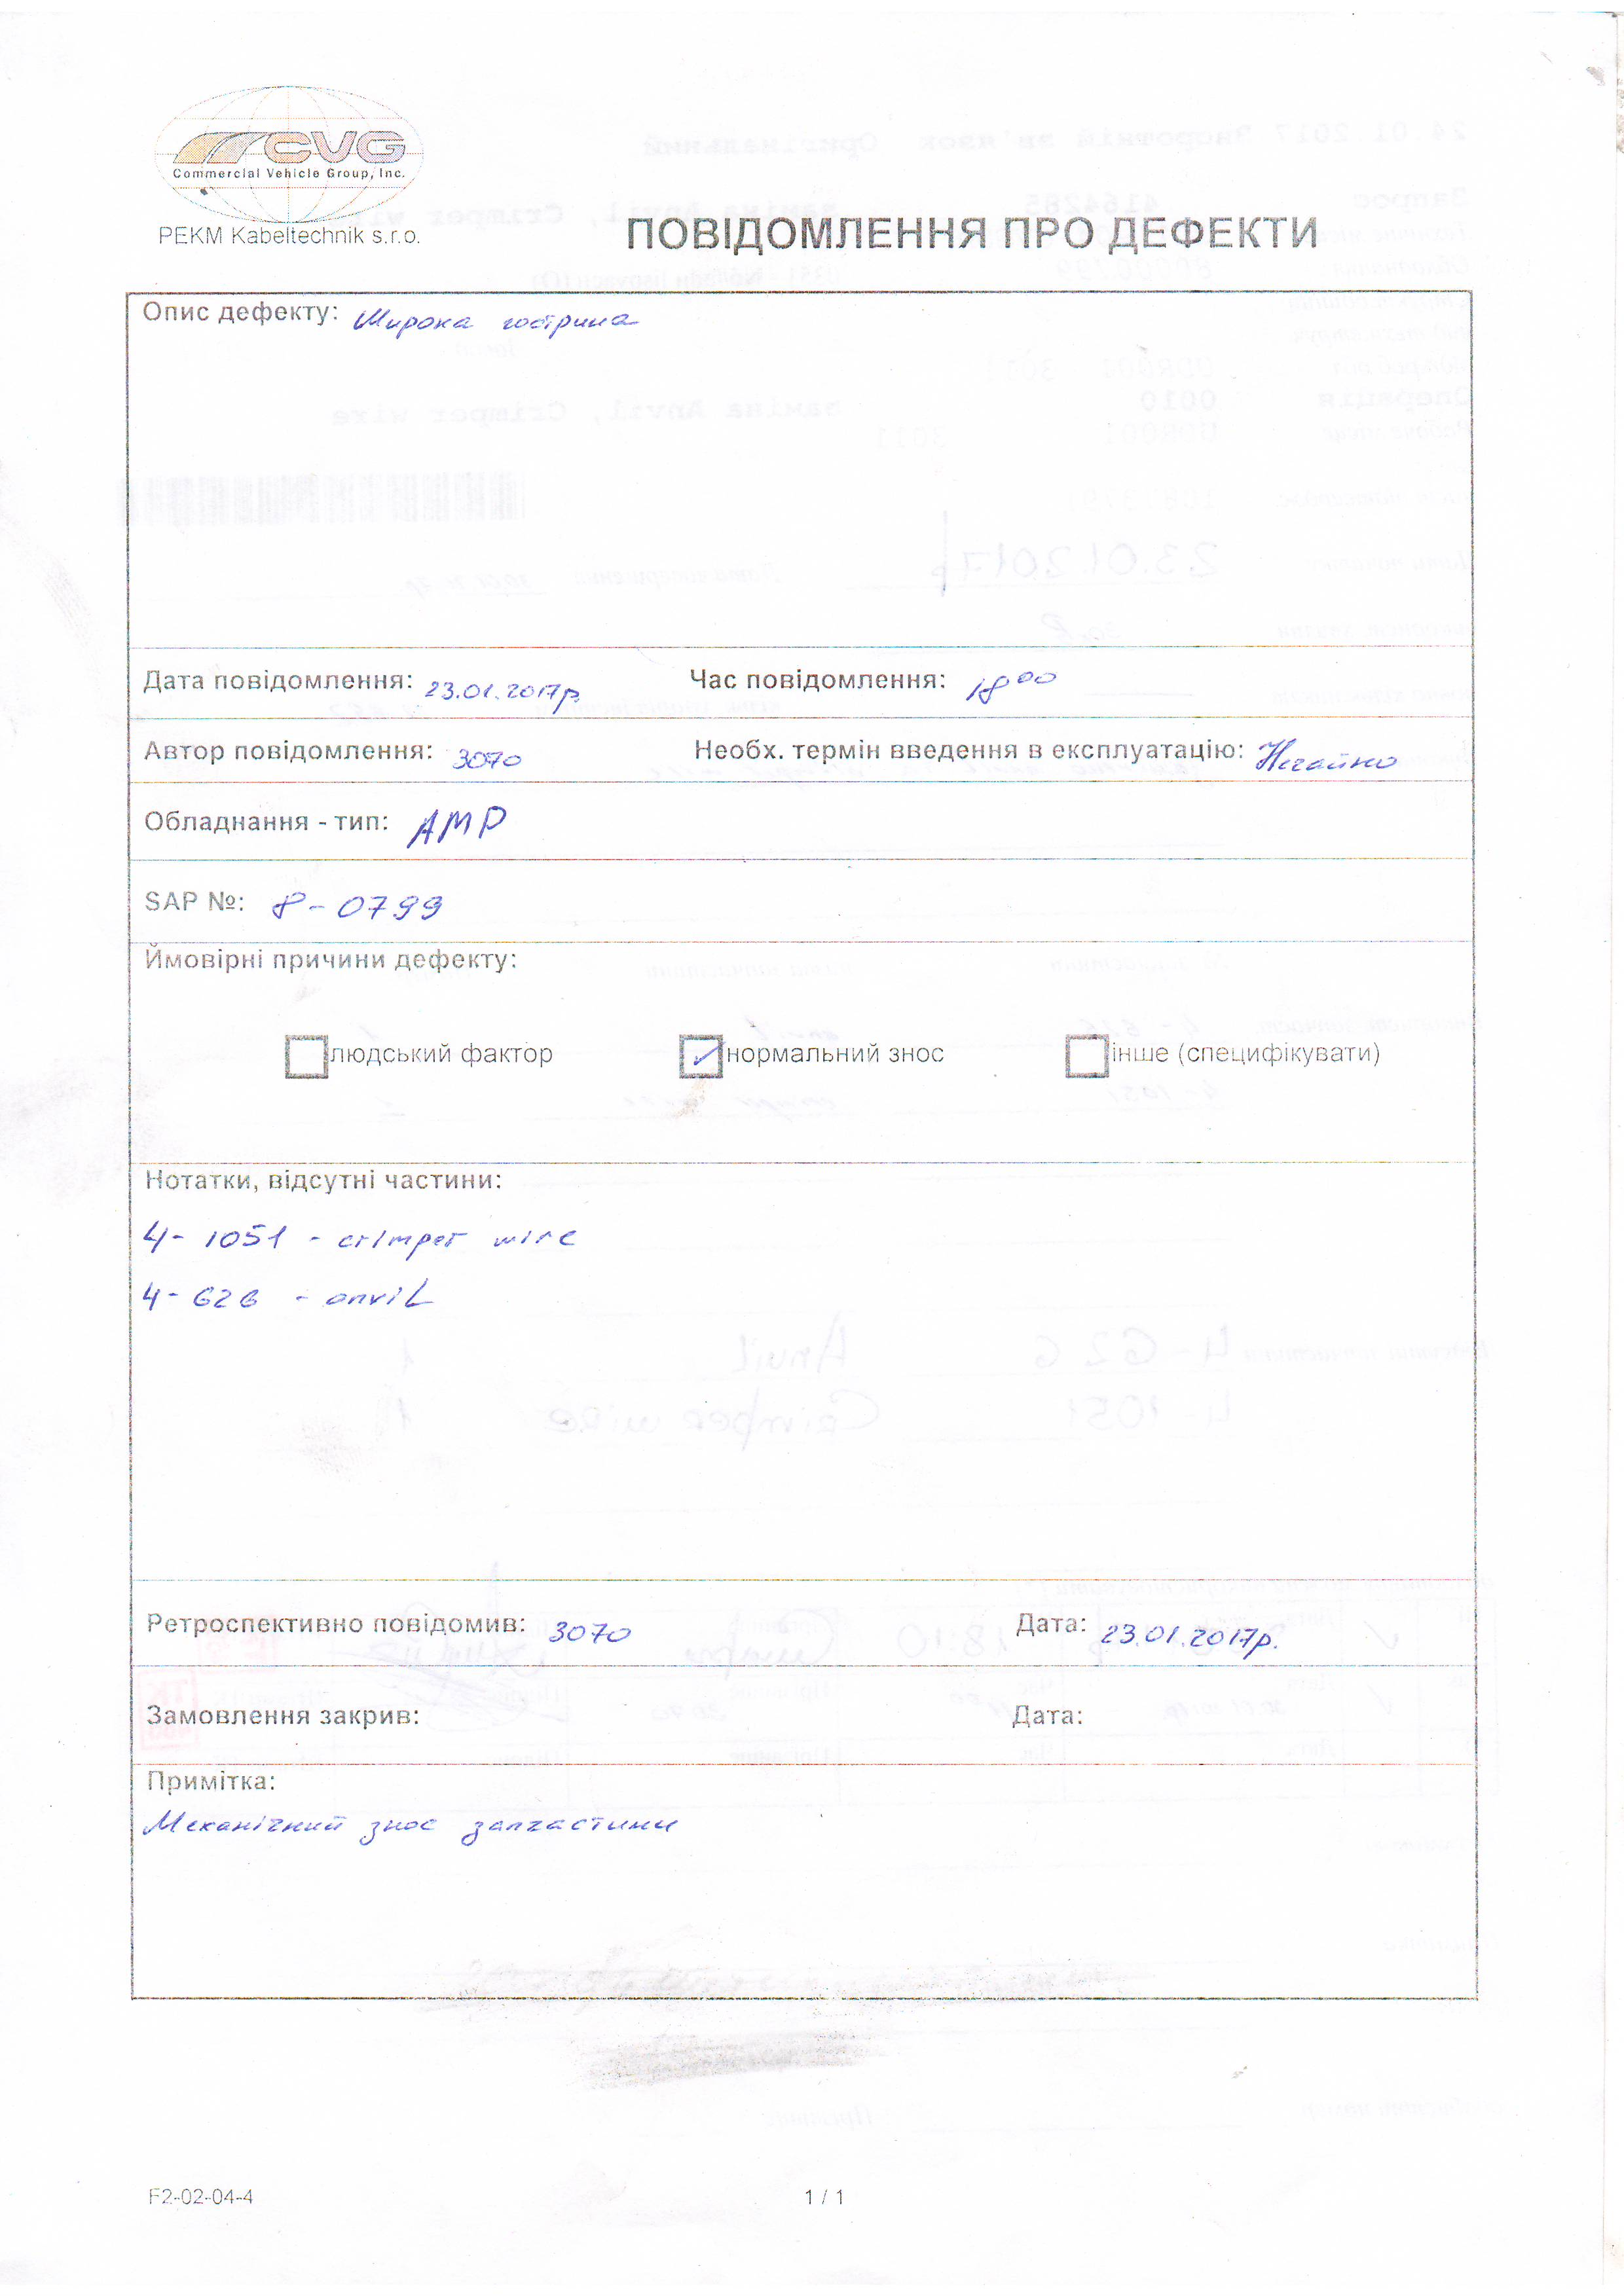 CVG
Commercial Vehicle Group, Inc.
PEKM Kabeltechnik s.r.o.
ПОВІДОМЛЕННЯ ПРО ДЕФЕКТИ
Опис дефекту: Широка гострина
Дата повідомлення: 23.01.2017р Час повідомлення: 18 00
Автор повідомлення: 3070 Необх. термін введення в експлуатацію: Негайно
Обладнання - тип: AMP
SAP №: 8-0799
Ймовірні причини дефекту:
людський фактор нормальний знос інше (специфікувати)
Нотатки, відсутні частини:
4- 1051 - crimper wire
4- 626 - anvil
Ретроспективно повідомив: 3070 Дата: 23.01.2017р.
Замовлення закрив: Дата:
Примітка:
Механічний знос запчастини
F2-02-04-4 1 / 1